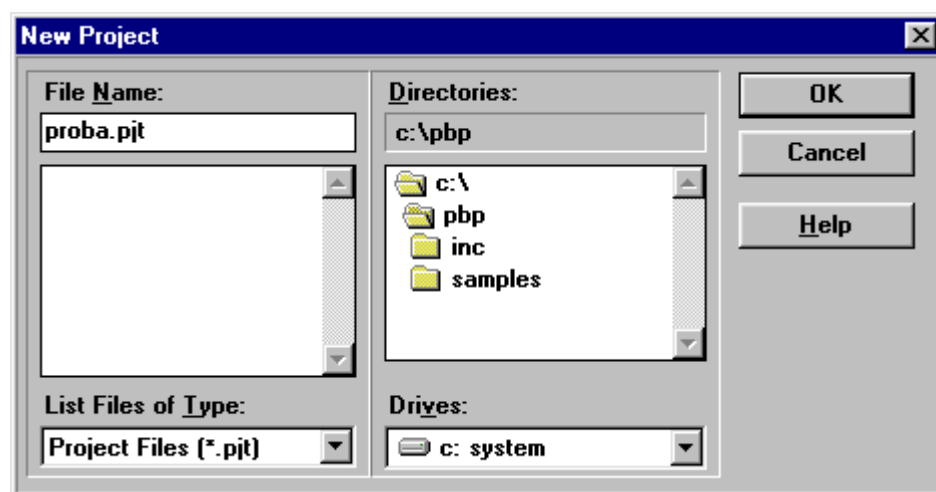 New Project
File Name:
proba.pjt
List Files of Type:
Project Files (*.pjt)
Directories:
c:\pbp
c:\
pbp
inc
samples
Drives:
c: system
OK
Cancel
Help